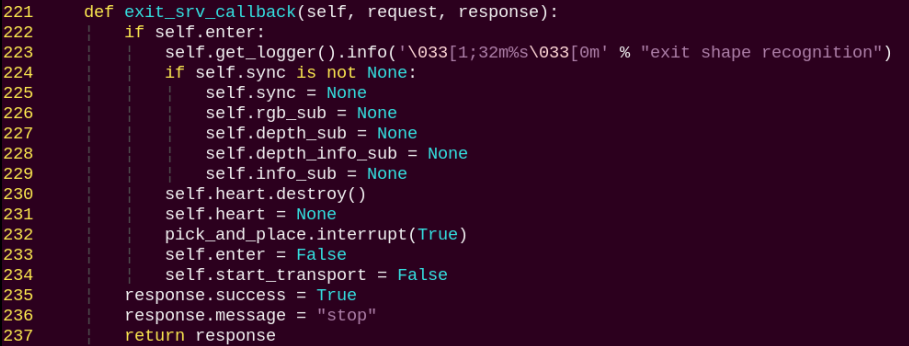 221     def exit_srv_callback(self, request, response):
222         if self.enter:
223             self.get_logger().info('\033[1;32m%s\033[0m' % "exit shape recognition")
224             if self.sync is not None:
225                 self.sync = None
226                 self.rgb_sub = None
227                 self.depth_sub = None
228                 self.depth_info_sub = None
229                 self.info_sub = None
230             self.heart.destroy()
231             self.heart = None
232             pick_and_place.interrupt(True)
233             self.enter = False
234             self.start_transport = False
235         response.success = True
236         response.message = "stop"
237         return response